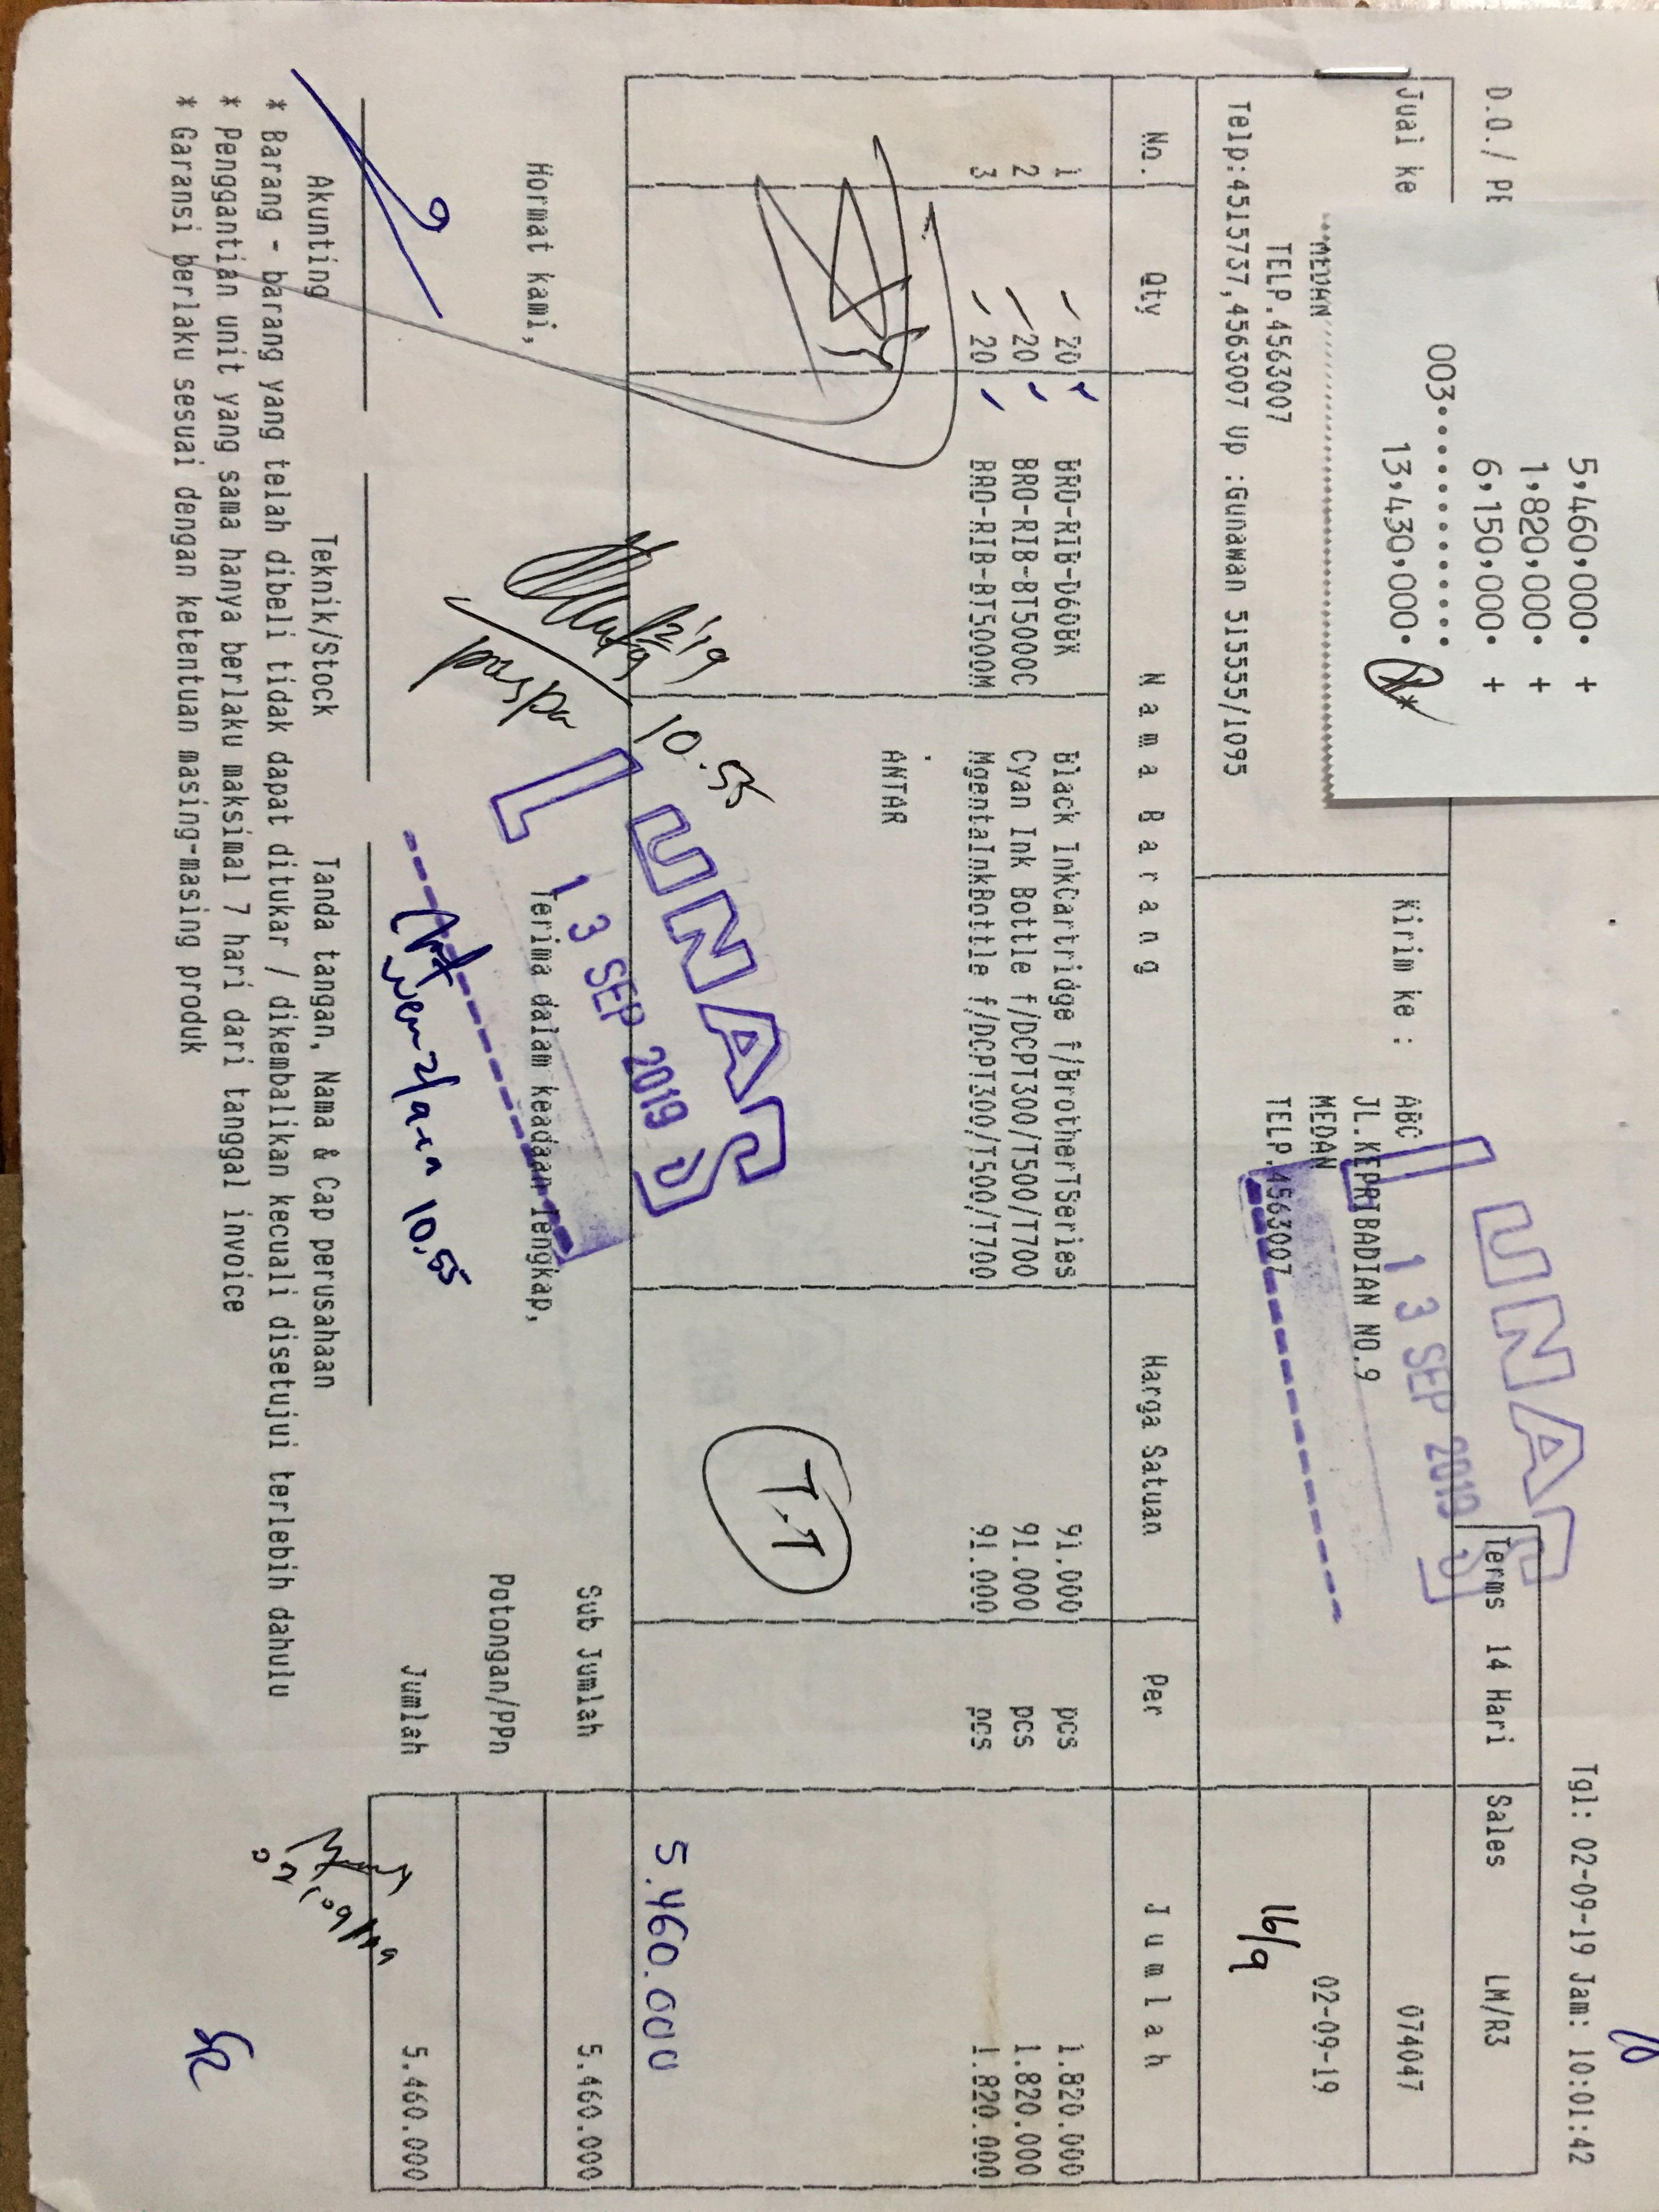 5,460,000. +
1,820,000. +
6,150,000. +
003..............
13,430,000. *
Tgl: 02-09-19 Jam: 10:01:42
D.O./ PE
Terms 14 Hari
Sales LM/R3
Jual ke
MEDAN
TELP.4563007
Telp:451737,4563007 Up :Gunawan 515555/1095
Kirim ke : ABC
JL.KEPRIBADIAN NO.9
MEDAN
TELP.4563007
074047
02-09-19
16/9
LUNAS
13 SEP 2019
No. Qty Nama Barang Harga Satuan Per Jumlah
1 20 BRO-RIB-D60BK Black InkCartridge f/BrotherTSeries 91.000 pcs 1.820.000
2 20 BRO-RIB-BT5000C Cyan Ink Bottle f/DCPT300/T500/T700 91.000 pcs 1.820.000
3 20 BRO-RIB-BT5000M MgentaInkBottle f/DCPT300/T500/T700 91.000 pcs 1.820.000
ANTAR
T.T
10.55
5.460.000
LUNAS
13 SEP 2019
puspa
Hormat kami,
Terima dalam keadaan lengkap,
Sub Jumlah 5.460.000
Potongan/PPn
Jumlah 5.460.000
10.55
02/09/19
Akunting Teknik/Stock Tanda tangan, Nama & Cap perusahaan
* Barang - barang yang telah dibeli tidak dapat ditukar / dikembalikan kecuali disetujui terlebih dahulu
* Penggantian unit yang sama hanya berlaku maksimal 7 hari dari tanggal invoice
* Garansi berlaku sesuai dengan ketentuan masing-masing produk